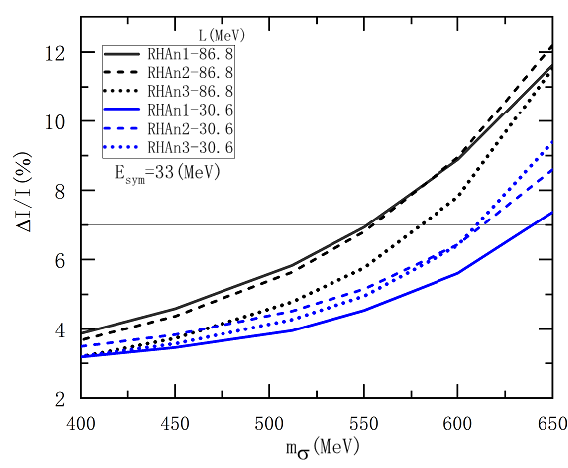 L(MeV)
RHAn1-86.8
RHAn2-86.8
RHAn3-86.8
RHAn1-30.6
RHAn2-30.6
RHAn3-30.6
E_sym=33(MeV)
ΔI/I(%)
12
10
8
6
4
2
400 450 500 550 600 650
m_σ(MeV)